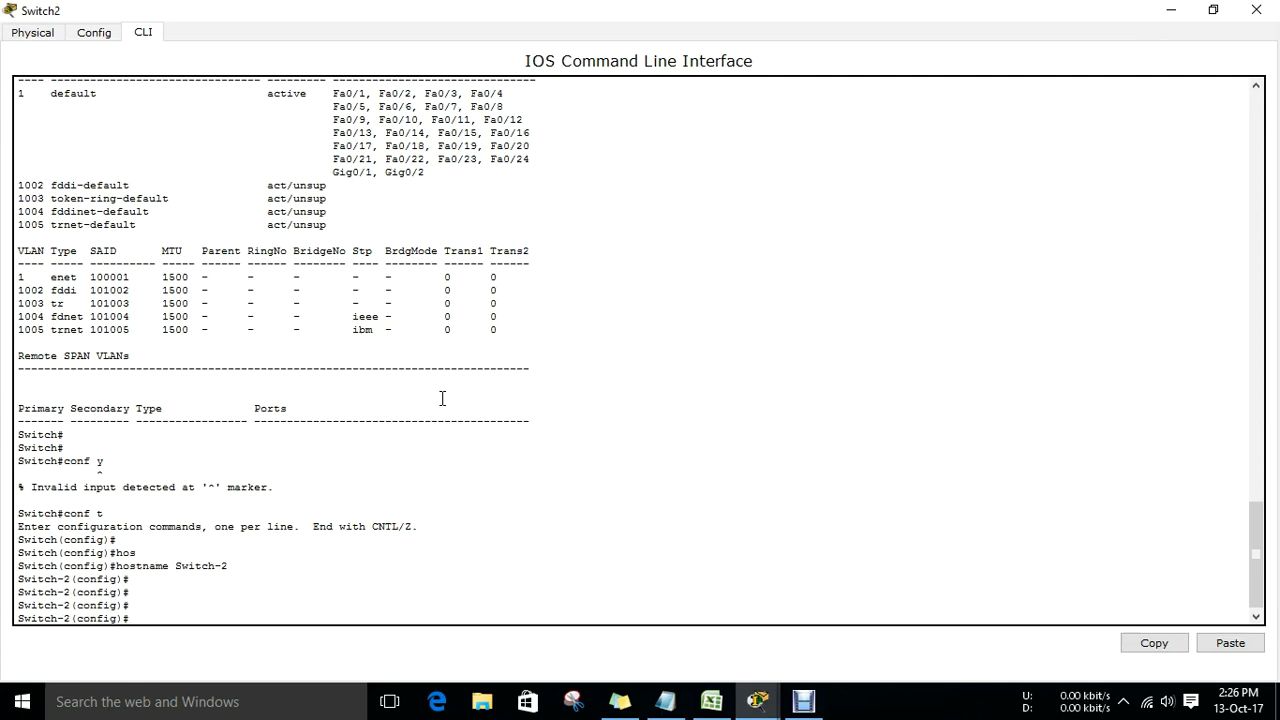 Switch2
Physical Config CLI
IOS Command Line Interface
---- -------------------------------- --------- -------------------------------
1    default                          active    Fa0/1, Fa0/2, Fa0/3, Fa0/4
                                                Fa0/5, Fa0/6, Fa0/7, Fa0/8
                                                Fa0/9, Fa0/10, Fa0/11, Fa0/12
                                                Fa0/13, Fa0/14, Fa0/15, Fa0/16
                                                Fa0/17, Fa0/18, Fa0/19, Fa0/20
                                                Fa0/21, Fa0/22, Fa0/23, Fa0/24
                                                Gig0/1, Gig0/2
1002 fddi-default                     act/unsup
1003 token-ring-default               act/unsup
1004 fddinet-default                  act/unsup
1005 trnet-default                    act/unsup
VLAN Type  SAID       MTU   Parent RingNo BridgeNo Stp  BrdgMode Trans1 Trans2
---- ----- ---------- ----- ------ ------ -------- ---- -------- ------ ------
1    enet  100001     1500  -      -      -        -    -        0      0
1002 fddi  101002     1500  -      -      -        -    -        0      0
1003 tr    101003     1500  -      -      -        -    -        0      0
1004 fdnet 101004     1500  -      -      -        ieee -        0      0
1005 trnet 101005     1500  -      -      -        ibm  -        0      0
Remote SPAN VLANs
------------------------------------------------------------------------------
Primary Secondary Type              Ports
------- --------- ----------------- ------------------------------------------
Switch#
Switch#
Switch#conf y
            ^
% Invalid input detected at '^' marker.
Switch#conf t
Enter configuration commands, one per line.  End with CNTL/Z.
Switch(config)#
Switch(config)#hos
Switch(config)#hostname Switch-2
Switch-2(config)#
Switch-2(config)#
Switch-2(config)#
Switch-2(config)#
Copy Paste
Search the web and Windows
U: 0.00 kbit/s
D: 0.00 kbit/s
2:26 PM
13-Oct-17